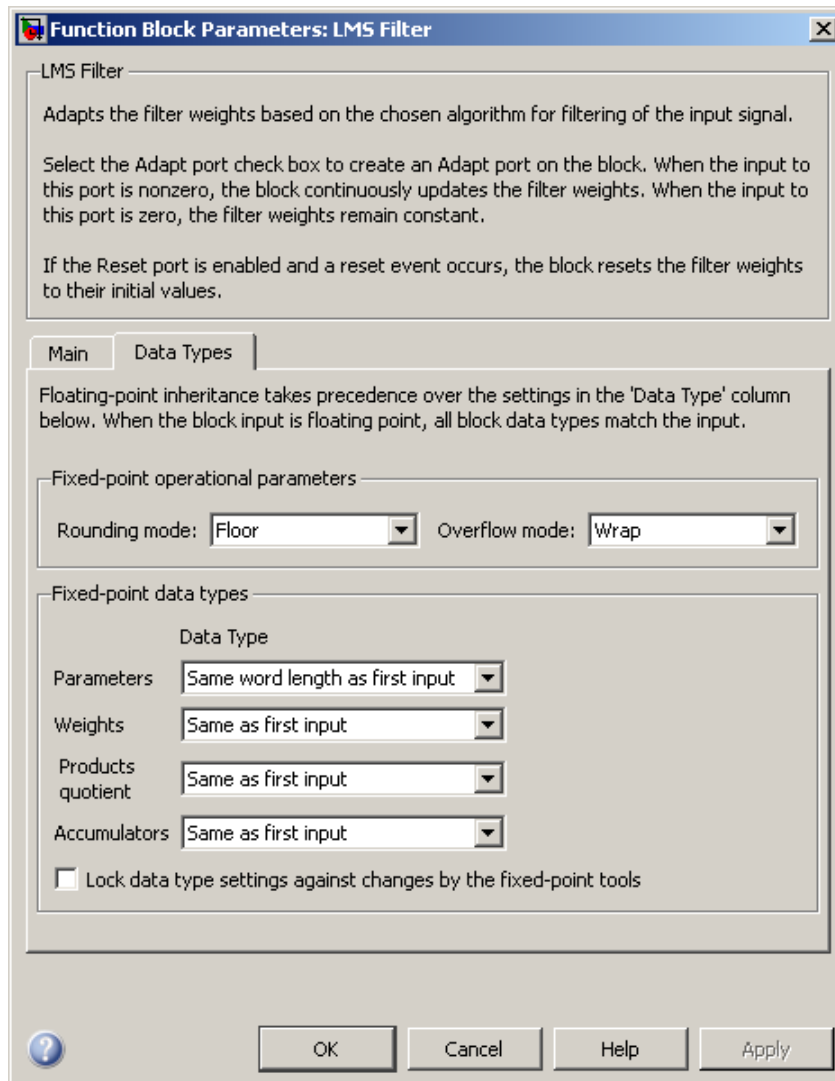 Function Block Parameters: LMS Filter
LMS Filter
Adapts the filter weights based on the chosen algorithm for filtering of the input signal.
Select the Adapt port check box to create an Adapt port on the block. When the input to
this port is nonzero, the block continuously updates the filter weights. When the input to
this port is zero, the filter weights remain constant.
If the Reset port is enabled and a reset event occurs, the block resets the filter weights
to their initial values.
Main Data Types
Floating-point inheritance takes precedence over the settings in the 'Data Type' column
below. When the block input is floating point, all block data types match the input.
Fixed-point operational parameters
Rounding mode: Floor Overflow mode: Wrap
Fixed-point data types
Data Type
Parameters Same word length as first input
Weights Same as first input
Products
quotient Same as first input
Accumulators Same as first input
Lock data type settings against changes by the fixed-point tools
? OK Cancel Help Apply